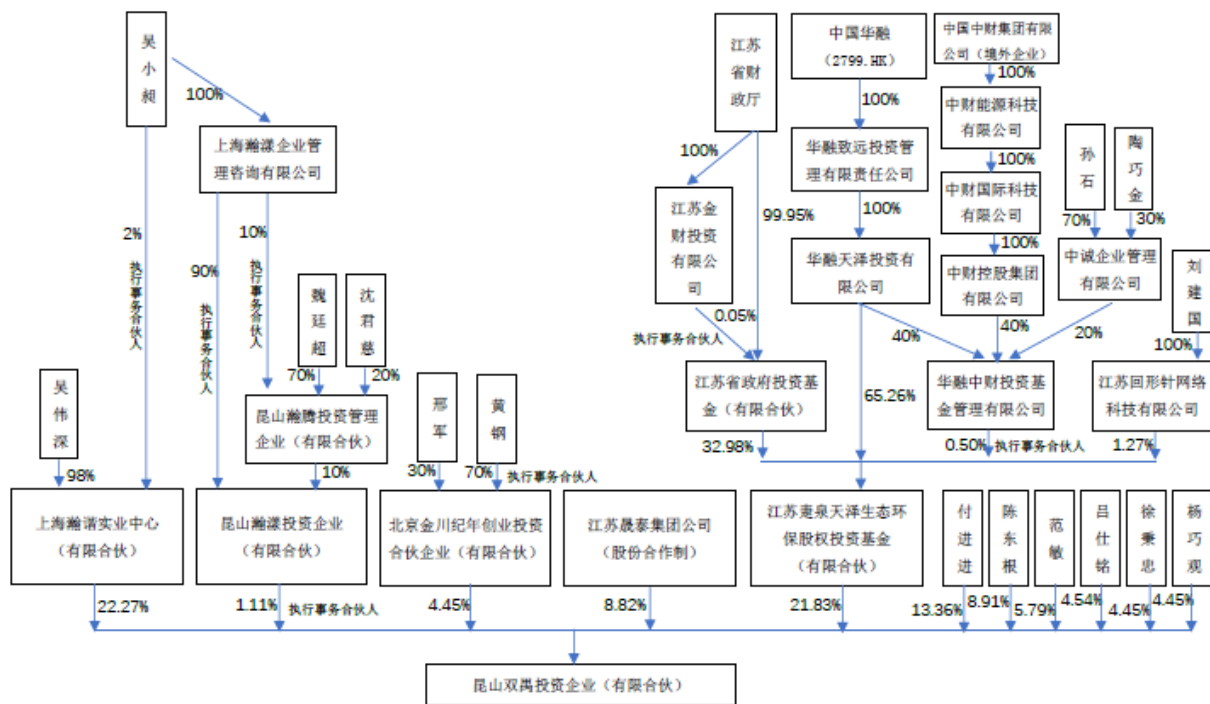 吴
小
昶
100%
上海瀚漾企业管
理咨询有限公司
2%
执行事务合伙人
90%
执行事务合伙人
10%
执行事务合伙人
魏
廷
超
沈
君
慈
70%
20%
昆山瀚腾投资管理
企业（有限合伙）
10%
吴
伟
深
98%
邢
军
黄
钢
30%
70%
执行事务合伙人
江苏
省财
政厅
100%
99.95%
江苏金
财投资
有限公
司
0.05%
执行事务合伙人
江苏省政府投资基
金（有限合伙）
32.98%
中国华融
（2799.HK）
100%
华融致远投资管
理有限责任公司
100%
华融天泽投资有
限公司
40%
65.26%
中国中财集团有限
公司（境外企业）
100%
中财能源科技
有限公司
100%
中财国际科技
有限公司
100%
中财控股集团有
限公司
40%
孙
石
陶
巧
金
70%
30%
中诚企业管理
有限公司
20%
华融中财投资基
金管理有限公司
0.50%
执行事务合伙人
刘
建
国
100%
江苏回形针网络
科技有限公司
1.27%
上海瀚谐实业中心
（有限合伙）
昆山瀚漾投资企业
（有限合伙）
北京金川纪年创业投资
合伙企业（有限合伙）
江苏晟泰集团公司
（股份合作制）
江苏疌泉天泽生态环
保股权投资基金
（有限合伙）
付
进
进
陈
东
根
范
敏
吕
仕
铭
徐
秉
忠
杨
巧
观
22.27%
1.11%
执行事务合伙人
4.45%
8.82%
21.83%
13.36%
8.91%
5.79%
4.54%
4.45%
4.45%
昆山双禺投资企业（有限合伙）